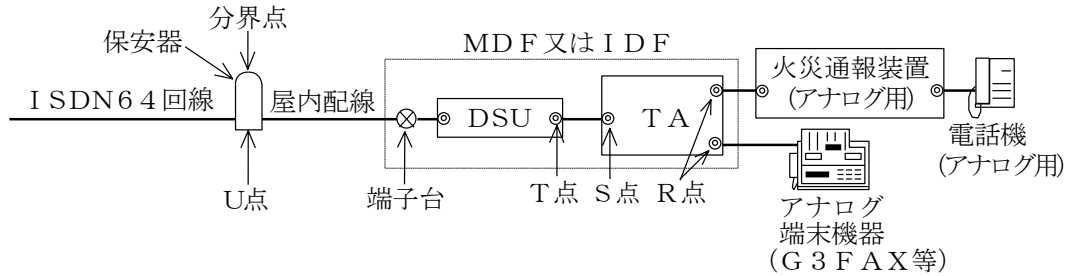 分界点
保安器
MDF又はIDF
ISDN64回線
屋内配線
DSU
TA
火災通報装置
(アナログ用)
電話機
(アナログ用)
U点
端子台
T点
S点
R点
アナログ
端末機器
(G3FAX等)